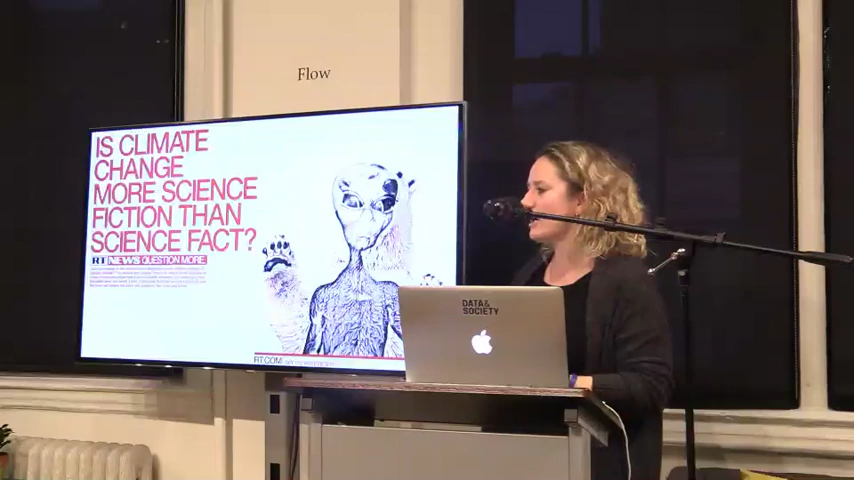 Flow
IS CLIMATE
CHANGE
MORE SCIENCE
FICTION THAN
SCIENCE FACT?
RT NEWS QUESTION MORE
RT.COM
DATA&
SOCIETY